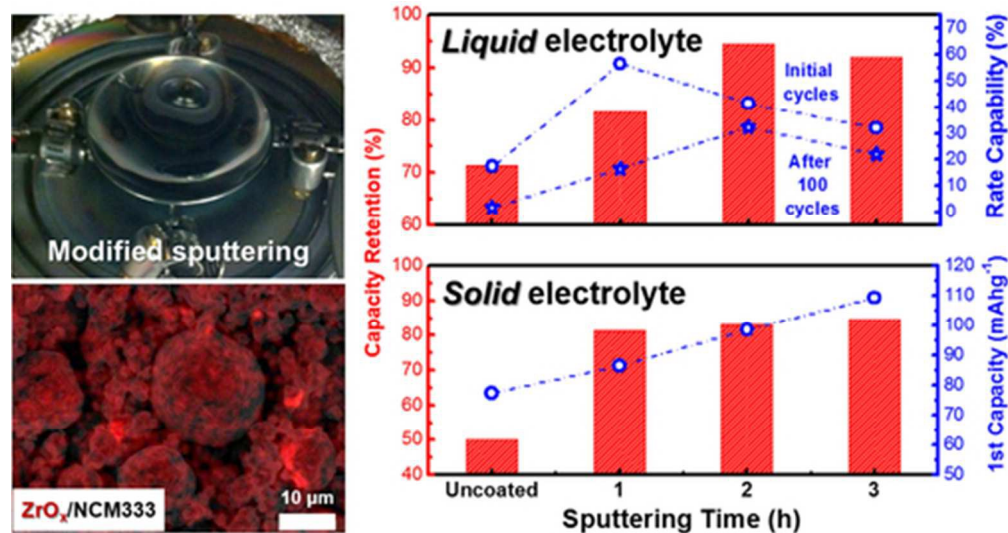 Modified sputtering
ZrOₓ/NCM333
10 µm
Capacity Retention (%)
Liquid electrolyte
100
90
80
70
60
Initial
cycles
After
100
cycles
70
60
50
40
30
20
10
0
Rate Capability (%)
Solid electrolyte
100
90
80
70
60
50
40
120
110
100
90
80
70
60
50
1st Capacity (mAhg⁻¹)
Uncoated 1 2 3
Sputtering Time (h)